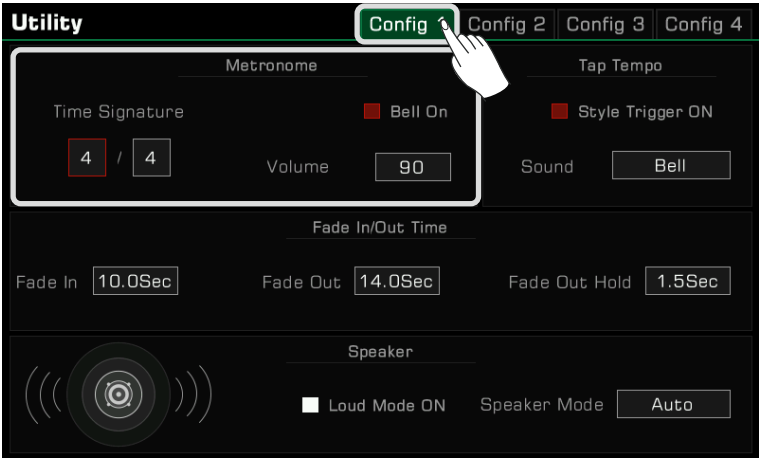 Utility
Config 1 Config 2 Config 3 Config 4
Metronome
Tap Tempo
Time Signature
Bell On
Style Trigger ON
4 / 4
Volume 90
Sound Bell
Fade In/Out Time
Fade In 10.0Sec
Fade Out 14.0Sec
Fade Out Hold 1.5Sec
Speaker
Loud Mode ON
Speaker Mode Auto